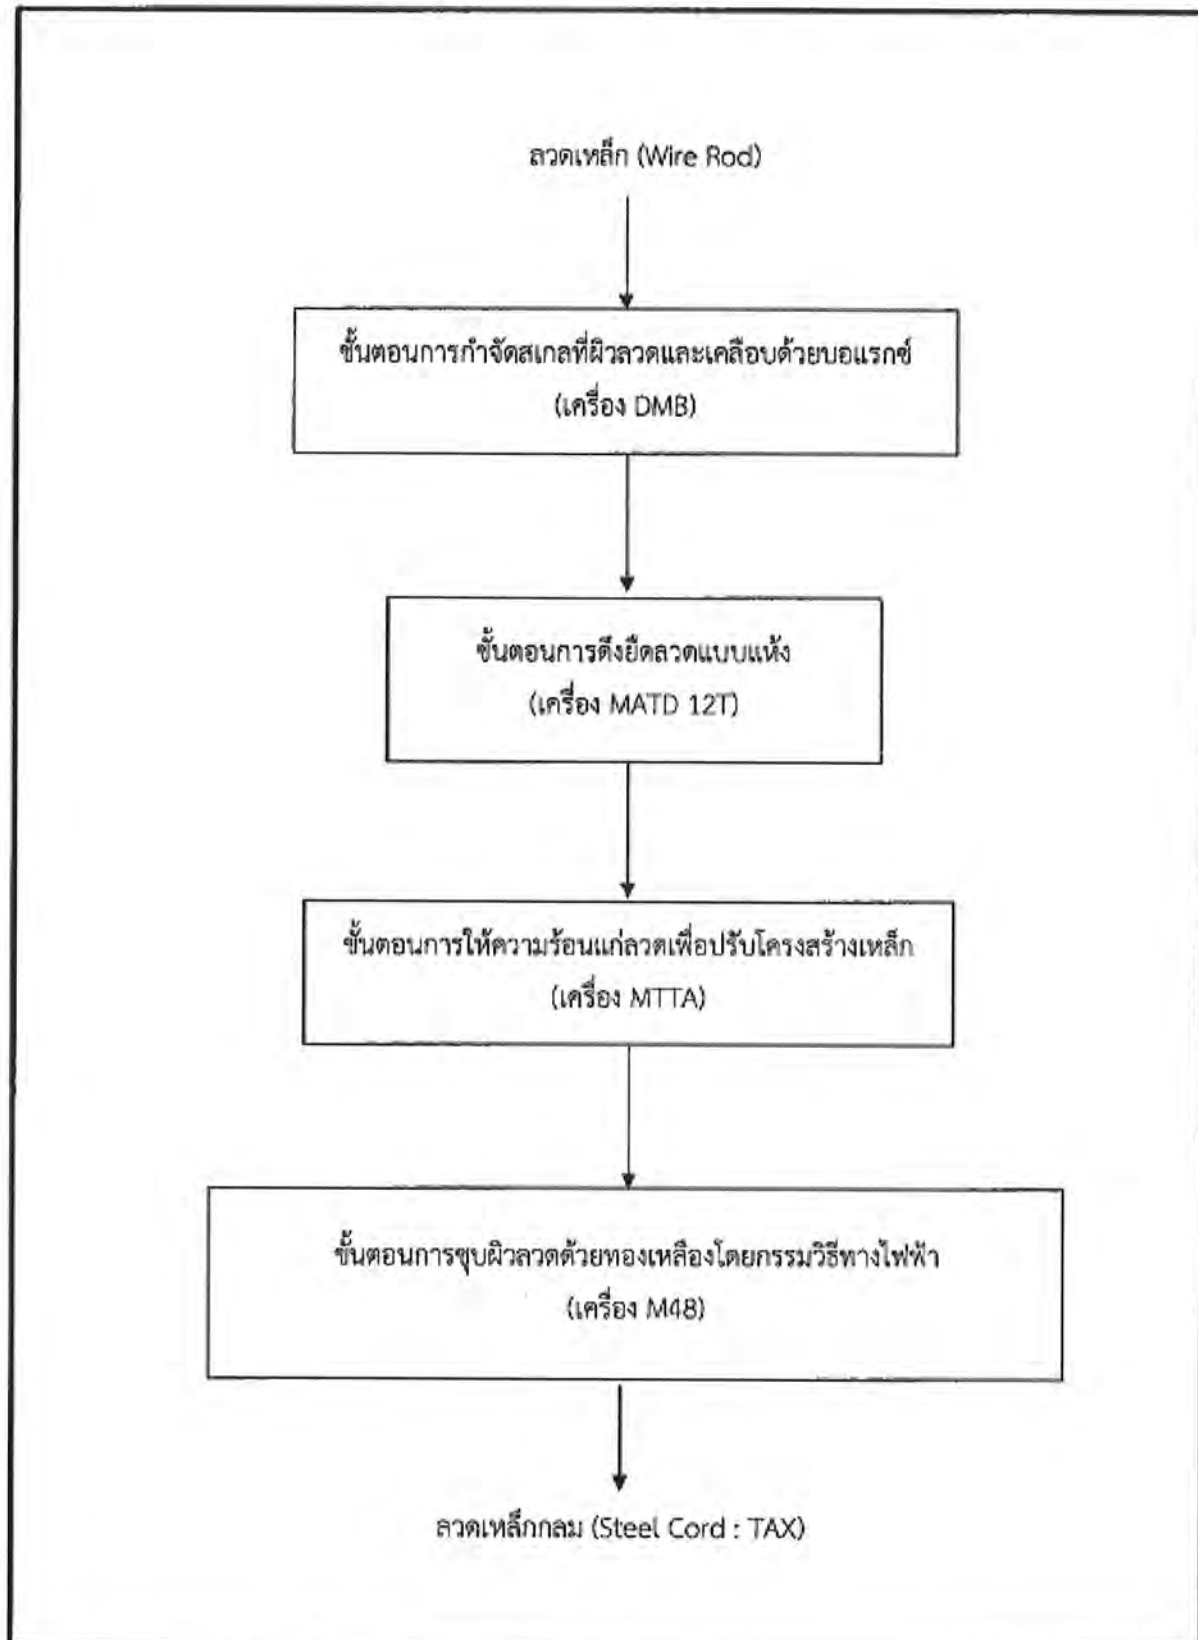 ลวดเหล็ก (Wire Rod)
ขั้นตอนการกำจัดสเกลที่ผิวลวดและเคลือบด้วยบอแรกซ์
(เครื่อง DMB)
ขั้นตอนการดึงยืดลวดแบบแห้ง
(เครื่อง MATD 12T)
ขั้นตอนการให้ความร้อนแก่ลวดเพื่อปรับโครงสร้างเหล็ก
(เครื่อง MTTA)
ขั้นตอนการชุบผิวลวดด้วยทองเหลืองโดยกรรมวิธีทางไฟฟ้า
(เครื่อง M48)
ลวดเหล็กกลม (Steel Cord : TAX)